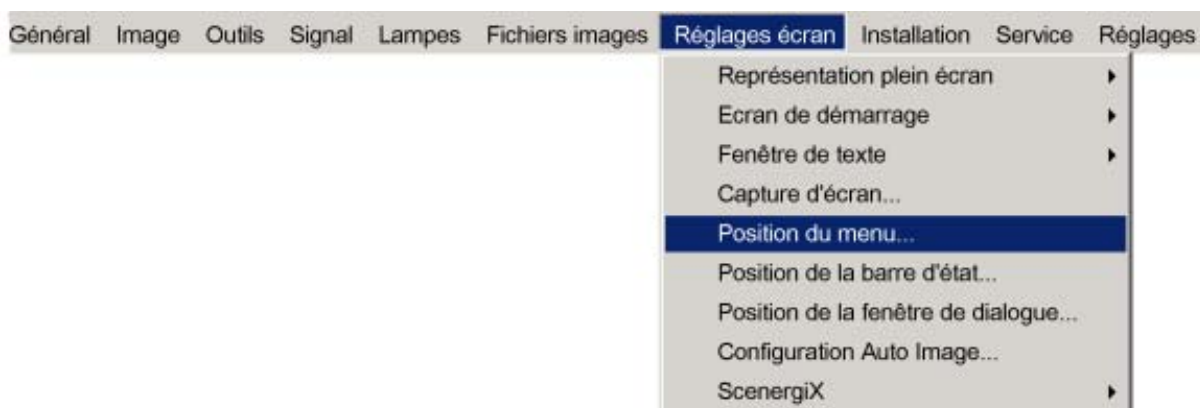 Général Image Outils Signal Lampes Fichiers images Réglages écran Installation Service Réglages
Représentation plein écran
Ecran de démarrage
Fenêtre de texte
Capture d'écran...
Position du menu...
Position de la barre d'état...
Position de la fenêtre de dialogue...
Configuration Auto Image...
ScenergiX